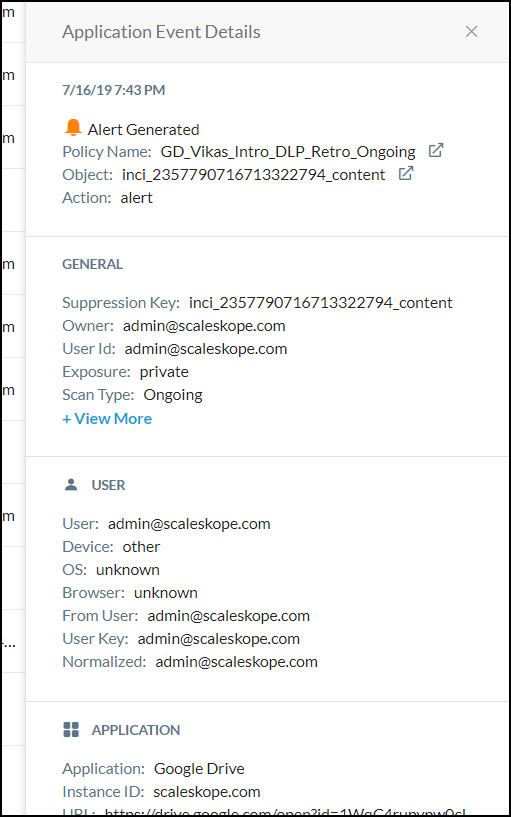 Application Event Details
7/16/19 7:43 PM
Alert Generated
Policy Name: GD_Vikas_Intro_DLP_Retro_Ongoing
Object: inci_2357790716713322794_content
Action: alert
GENERAL
Suppression Key: inci_2357790716713322794_content
Owner: admin@scaleskope.com
User Id: admin@scaleskope.com
Exposure: private
Scan Type: Ongoing
+ View More
USER
User: admin@scaleskope.com
Device: other
OS: unknown
Browser: unknown
From User: admin@scaleskope.com
User Key: admin@scaleskope.com
Normalized: admin@scaleskope.com
APPLICATION
Application: Google Drive
Instance ID: scaleskope.com
URL: